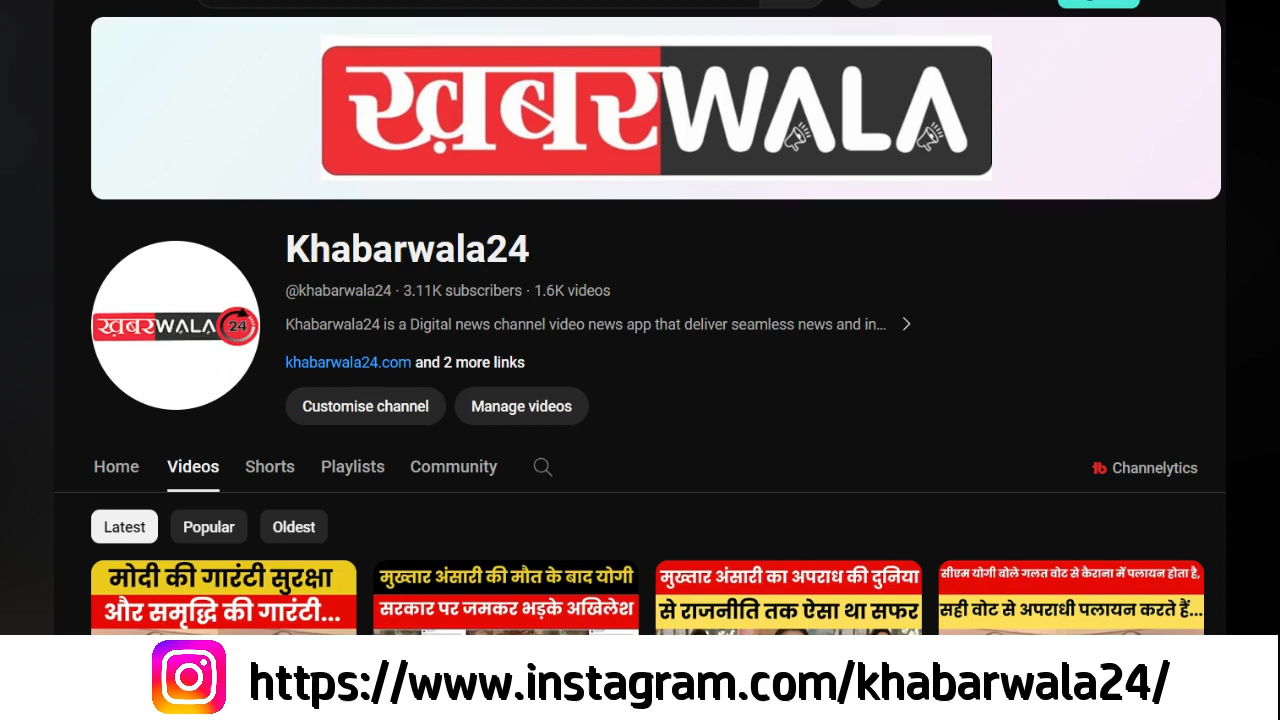 ख़बरWALA
ख़बरWALA 24
Khabarwala24
@khabarwala24 · 3.11K subscribers · 1.6K videos
Khabarwala24 is a Digital news channel video news app that deliver seamless news and in...
khabarwala24.com and 2 more links
Customise channel Manage videos
Home Videos Shorts Playlists Community
Channelytics
Latest Popular Oldest
मोदी की गारंटी सुरक्षा
और समृद्धि की गारंटी...
मुख्तार अंसारी की मौत के बाद योगी
सरकार पर जमकर भड़के अखिलेश
मुख्तार अंसारी का अपराध की दुनिया
से राजनीति तक ऐसा था सफर
सीएम योगी बोले गलत वोट से कैराना में पलायन होता है,
सही वोट से अपराधी पलायन करते हैं...
https://www.instagram.com/khabarwala24/